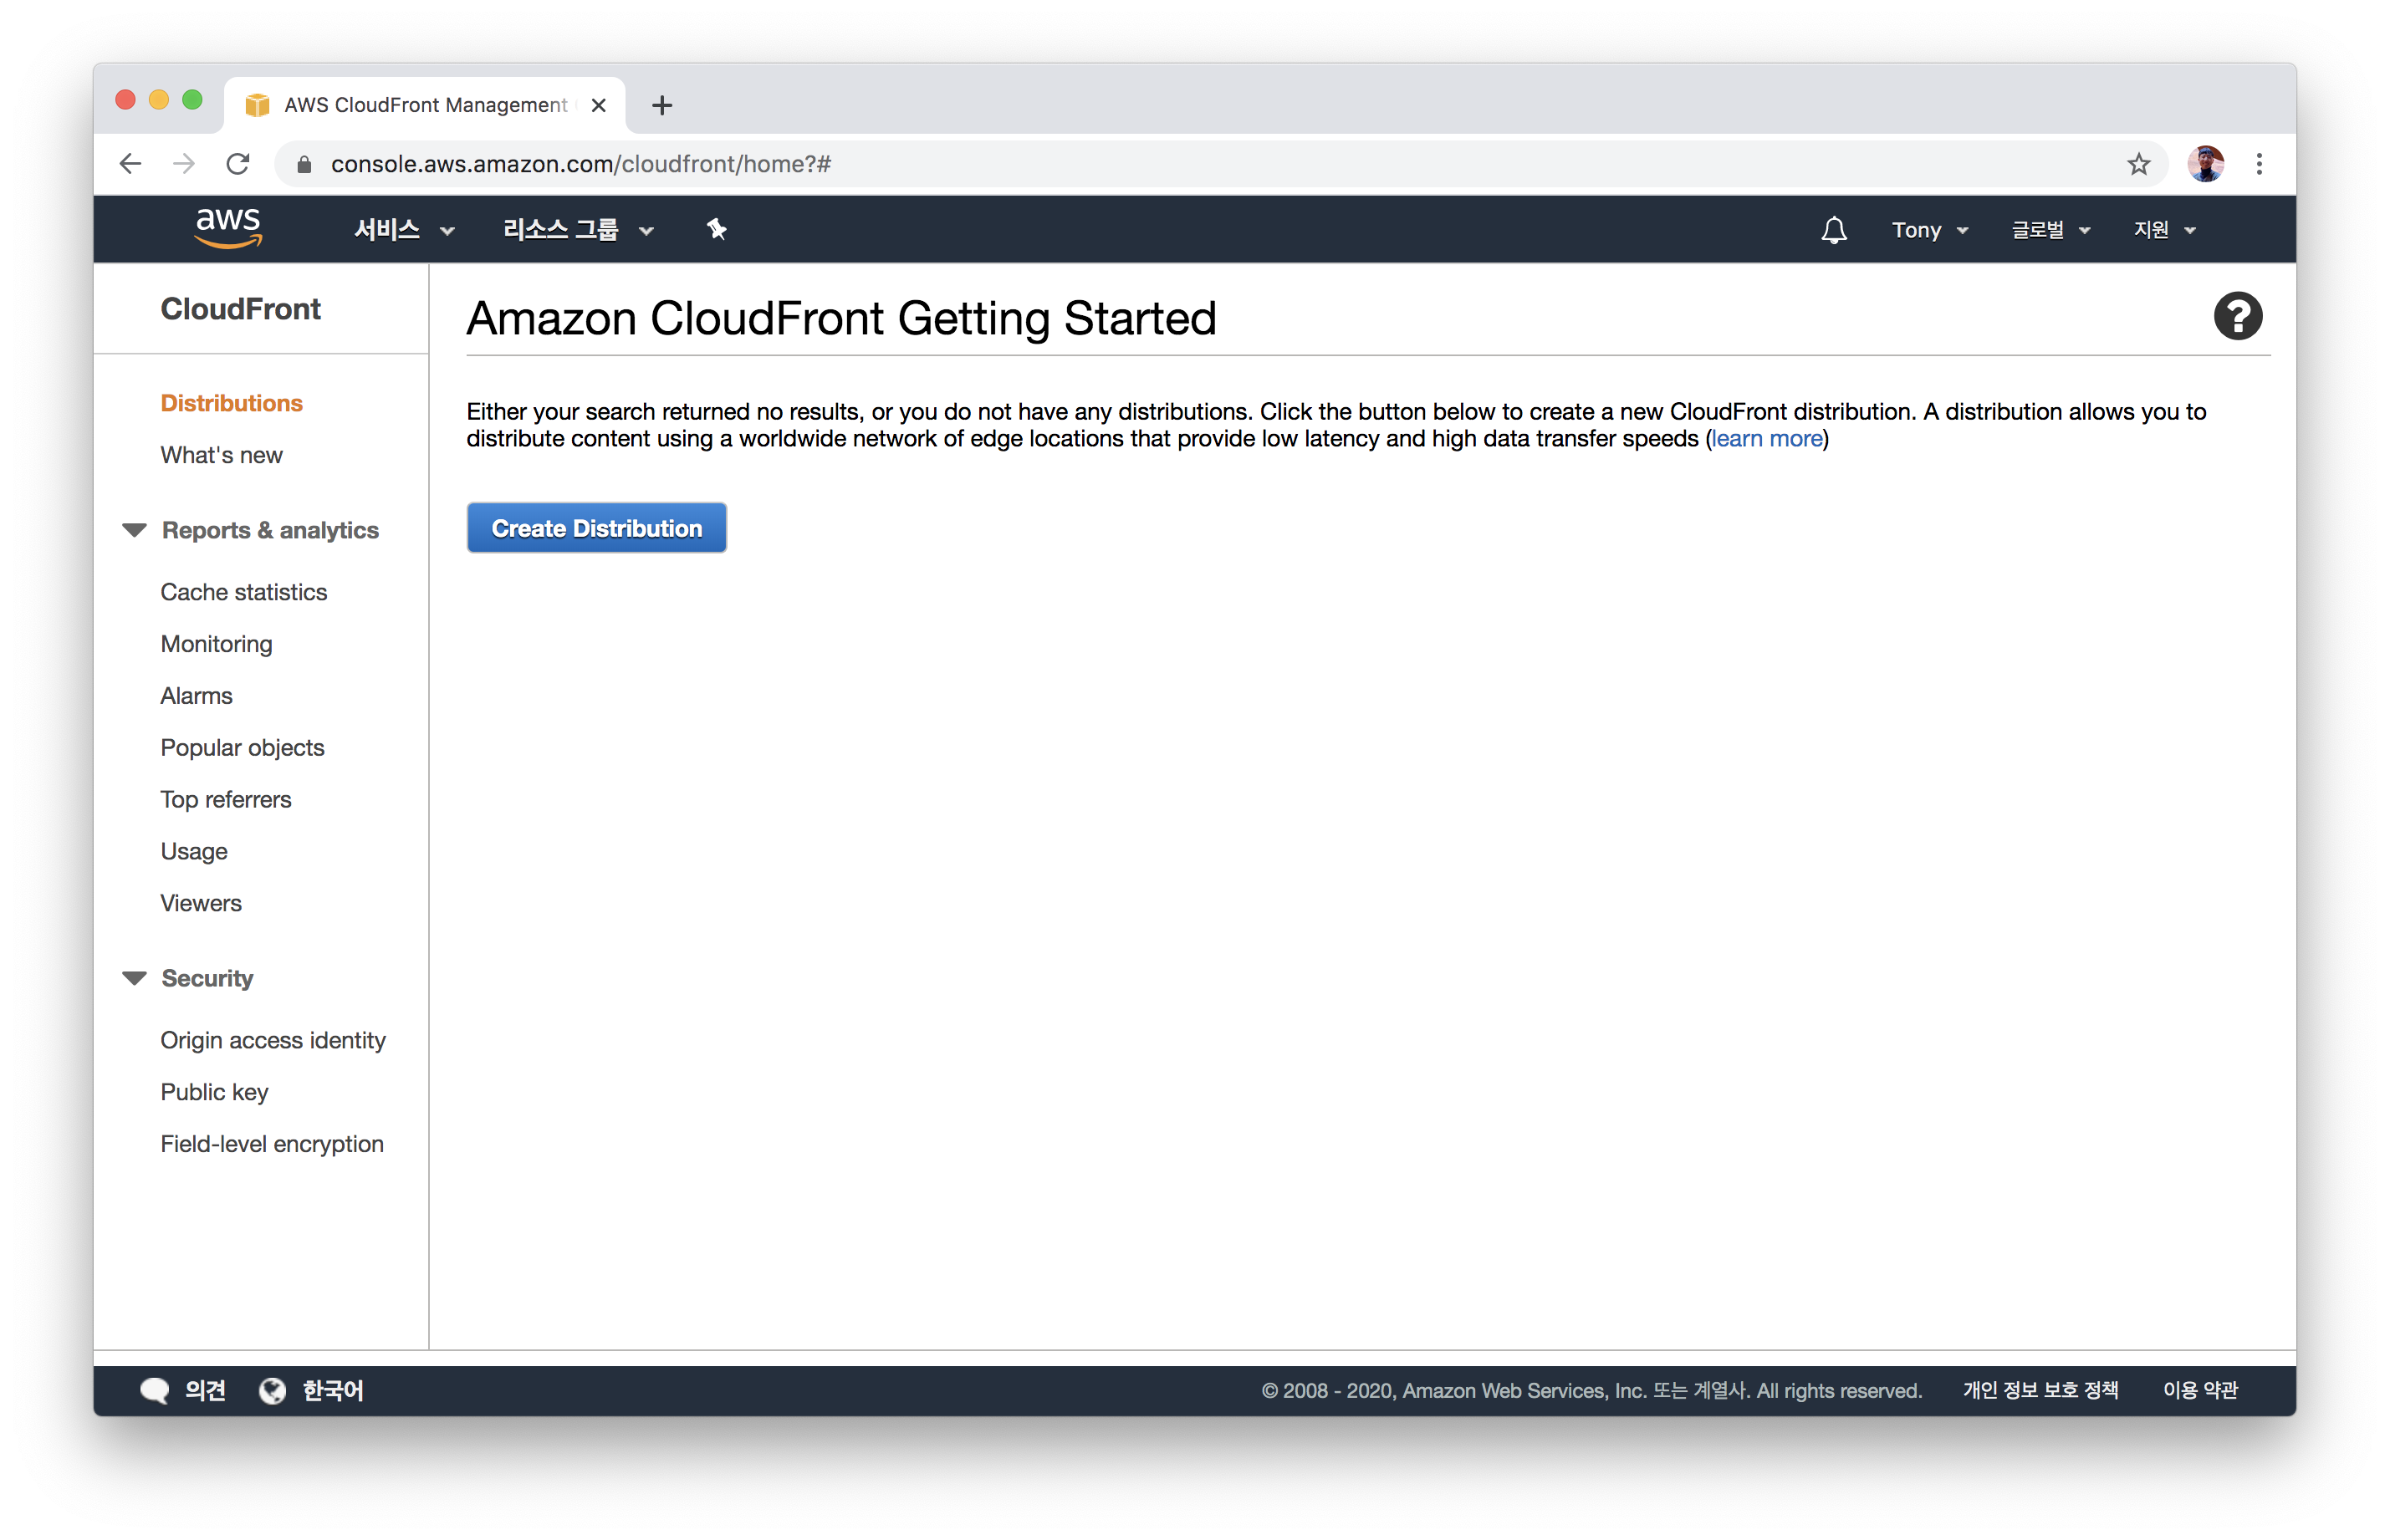 AWS CloudFront Management
console.aws.amazon.com/cloudfront/home?#
aws 서비스 리소스 그룹 Tony 글로벌 지원
CloudFront
Distributions
What's new
Reports & analytics
Cache statistics
Monitoring
Alarms
Popular objects
Top referrers
Usage
Viewers
Security
Origin access identity
Public key
Field-level encryption
Amazon CloudFront Getting Started
?
Either your search returned no results, or you do not have any distributions. Click the button below to create a new CloudFront distribution. A distribution allows you to
distribute content using a worldwide network of edge locations that provide low latency and high data transfer speeds (learn more)
Create Distribution
의견 한국어 © 2008 - 2020, Amazon Web Services, Inc. 또는 계열사. All rights reserved. 개인 정보 보호 정책 이용 약관